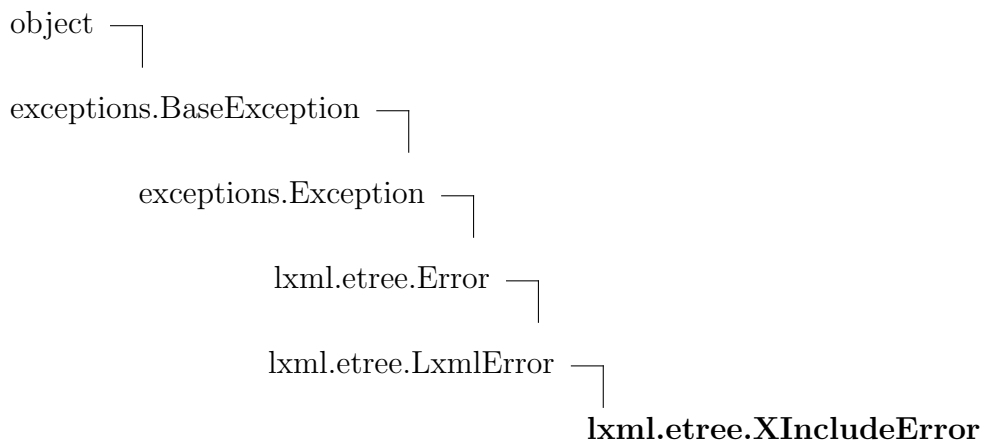 object
exceptions.BaseException
exceptions.Exception
lxml.etree.Error
lxml.etree.LxmlError
lxml.etree.XIncludeError